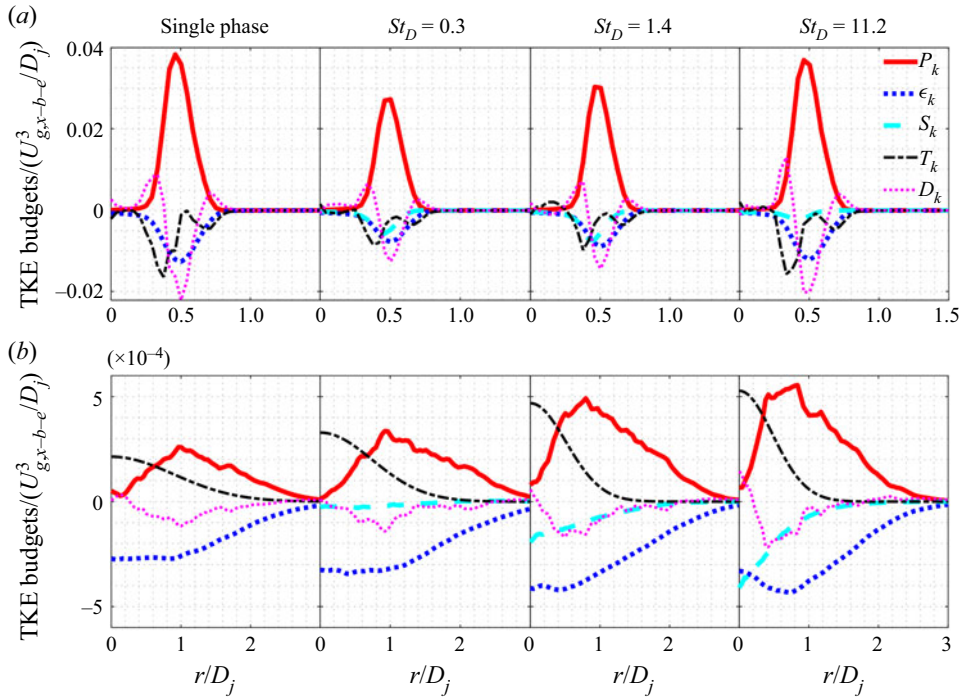 (a)
Single phase
St_D = 0.3
St_D = 1.4
St_D = 11.2
TKE budgets/(U^3_{g,x–b–e}/D_j)
0.04
0.02
0
–0.02
P_k
ϵ_k
S_k
T_k
D_k
0 0.5 1.0 0 0.5 1.0 0 0.5 1.0 0 0.5 1.0 1.5
(b)
(×10^{–4})
TKE budgets/(U^3_{g,x–b–e}/D_j)
5
0
–5
0 1 2 0 1 2 0 1 2 0 1 2 3
r/D_j r/D_j r/D_j r/D_j